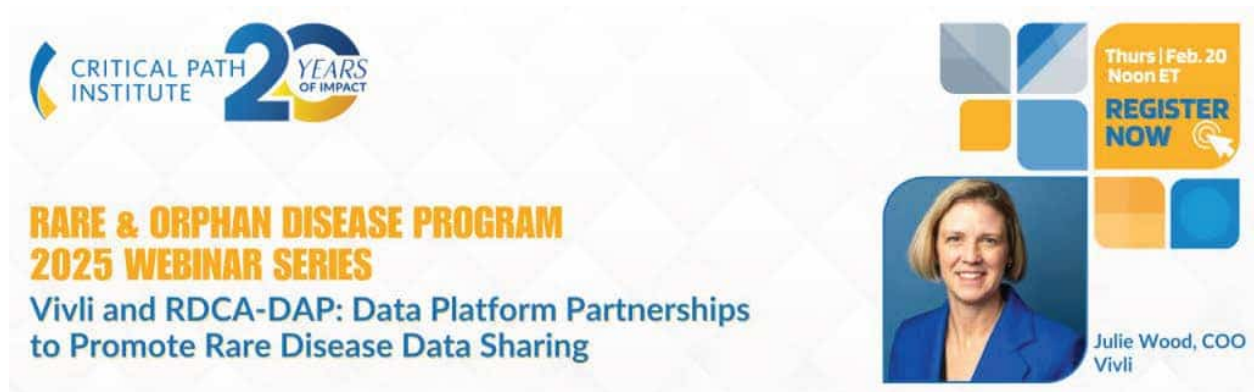 CRITICAL PATH
INSTITUTE
20 YEARS
OF IMPACT
Thurs | Feb. 20
Noon ET
REGISTER
NOW
RARE & ORPHAN DISEASE PROGRAM
2025 WEBINAR SERIES
Vivli and RDCA-DAP: Data Platform Partnerships
to Promote Rare Disease Data Sharing
Julie Wood, COO
Vivli